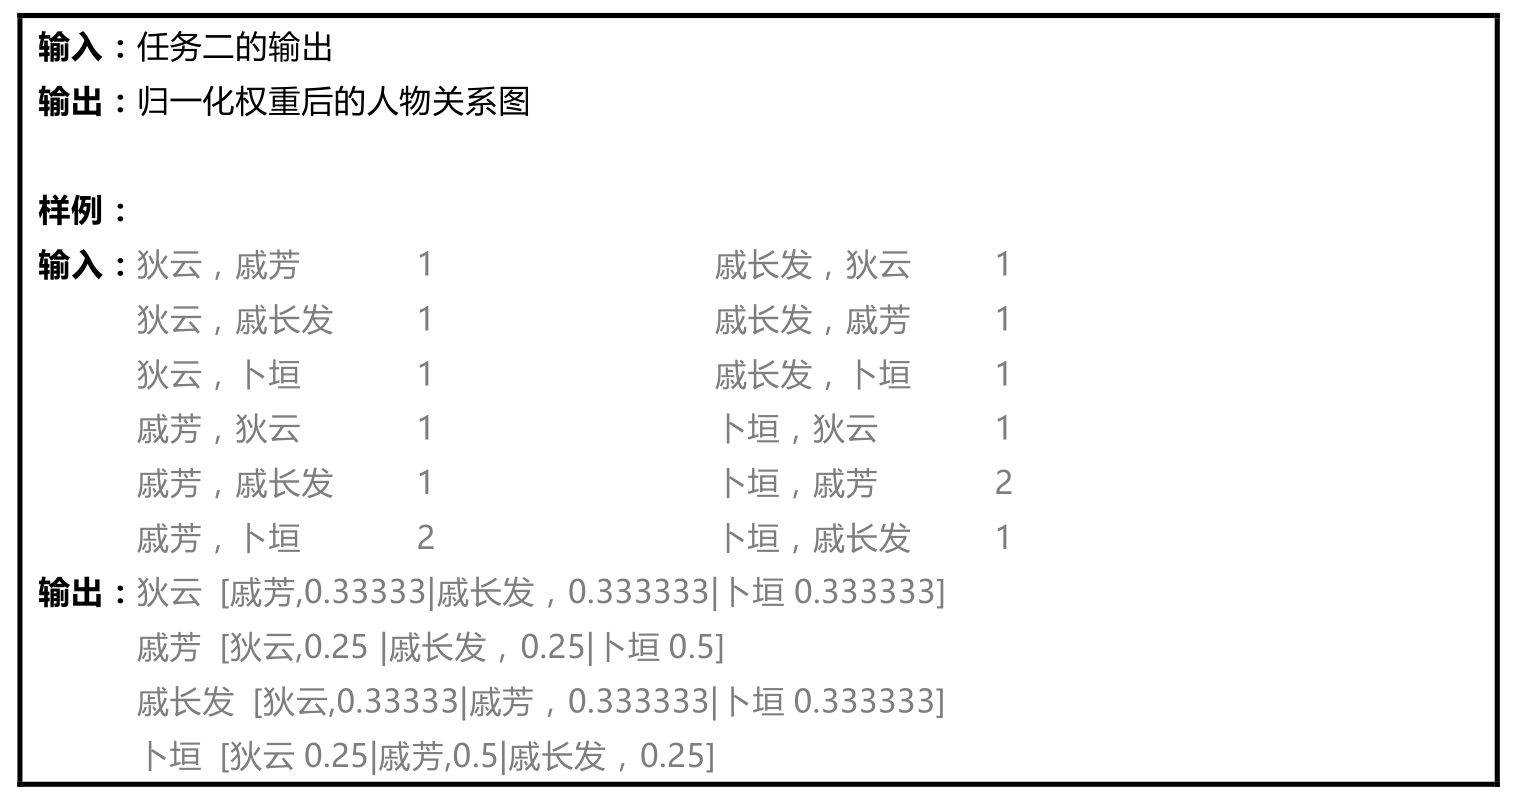 输入：任务二的输出
输出：归一化权重后的人物关系图
样例：
输入：狄云，戚芳 1 戚长发，狄云 1
狄云，戚长发 1 戚长发，戚芳 1
狄云，卜垣 1 戚长发，卜垣 1
戚芳，狄云 1 卜垣，狄云 1
戚芳，戚长发 1 卜垣，戚芳 2
戚芳，卜垣 2 卜垣，戚长发 1
输出：狄云 [戚芳,0.33333|戚长发，0.333333|卜垣 0.333333]
戚芳 [狄云,0.25 |戚长发，0.25|卜垣 0.5]
戚长发 [狄云,0.33333|戚芳，0.333333|卜垣 0.333333]
卜垣 [狄云 0.25|戚芳,0.5|戚长发，0.25]